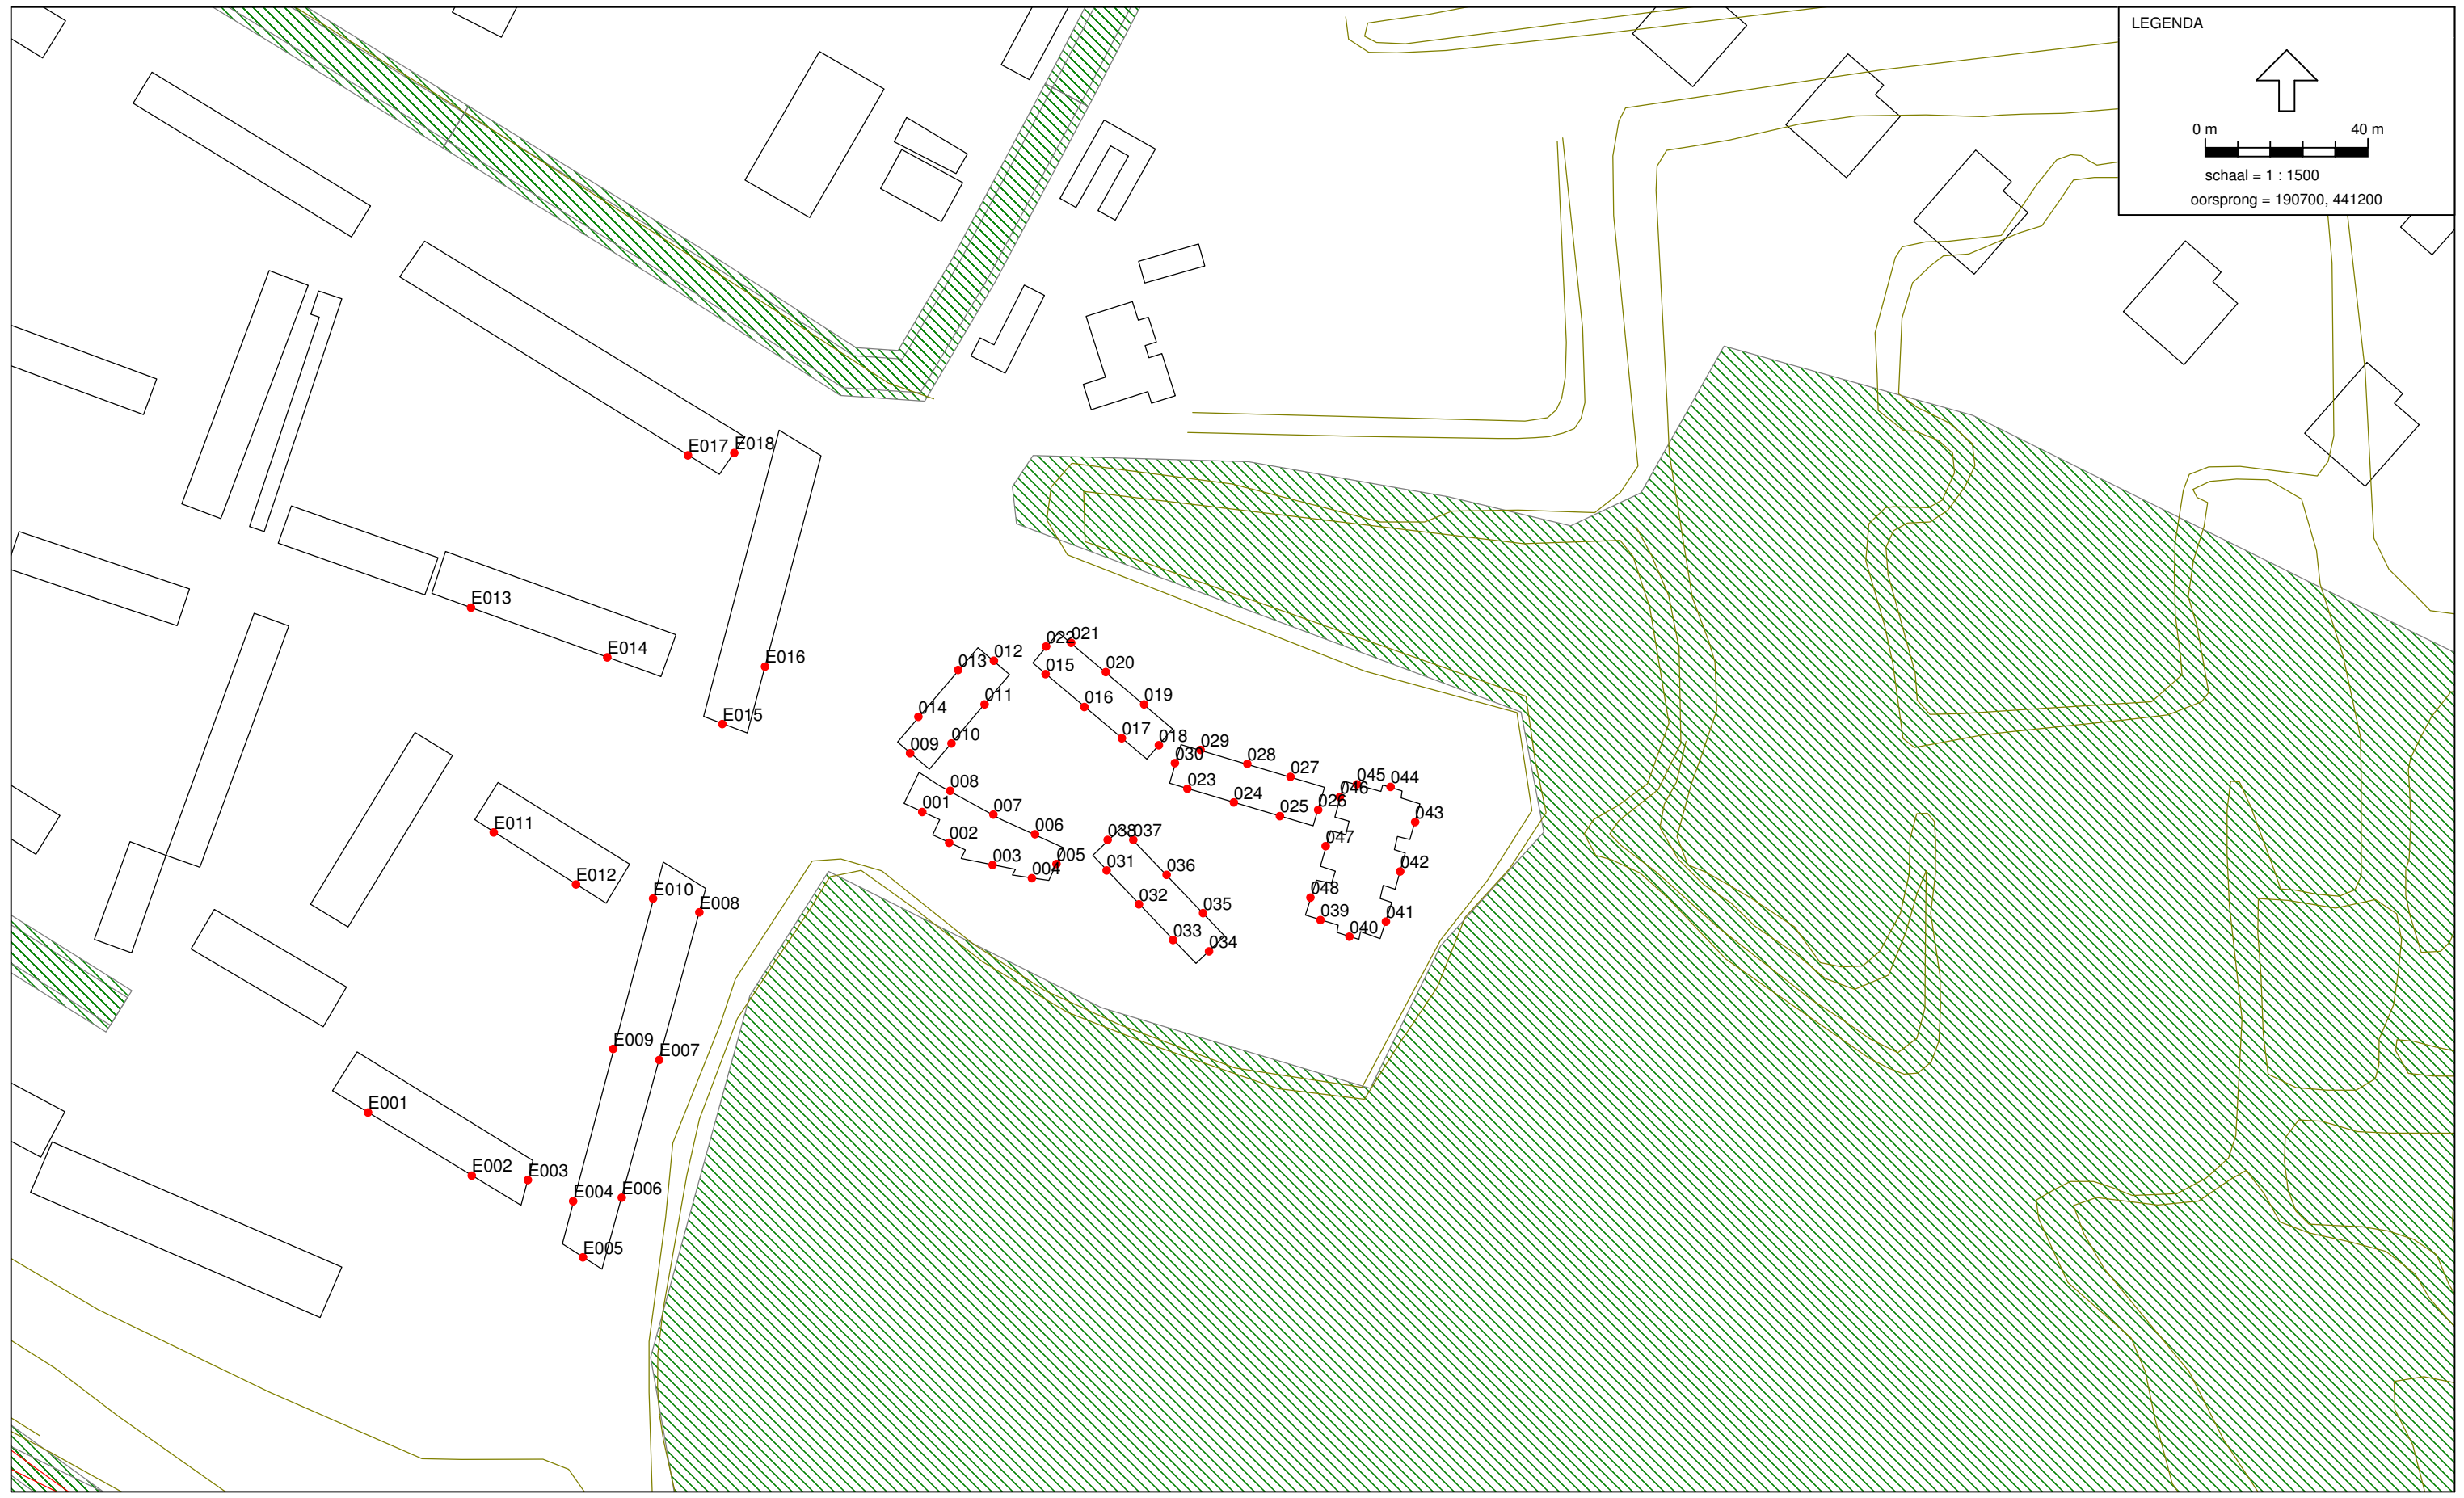 LEGENDA
0 m 40 m
schaal = 1 : 1500
oorsprong = 190700, 441200
E017 E018
E013
E014
E016
E015
022 021
013 012
015 020
011 016 019
014
010 017 018
009
029
030 028
027
008 023 045 044
046
001 007 024 026
025 043
002 006 038 037
047
003 005
004 031 036 042
E011
E012
E010
E008
032 048
035 039 041
033 034 040
E009
E007
E001
E002 E003
E004 E006
E005